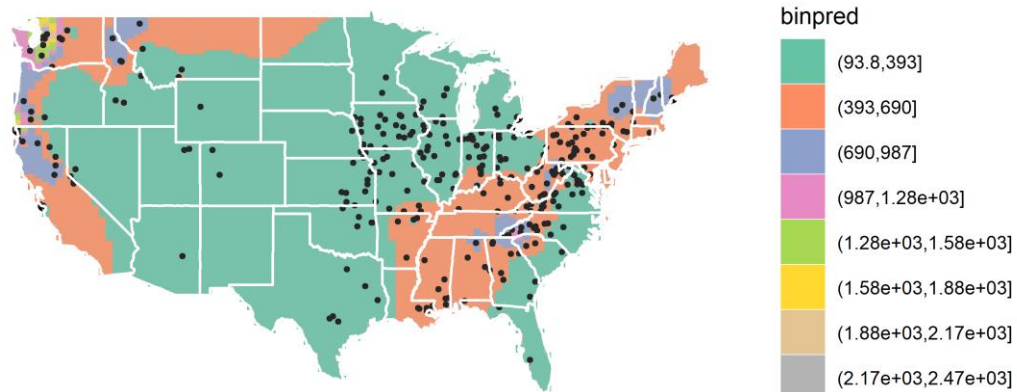 binpred
(93.8,393]
(393,690]
(690,987]
(987,1.28e+03]
(1.28e+03,1.58e+03]
(1.58e+03,1.88e+03]
(1.88e+03,2.17e+03]
(2.17e+03,2.47e+03]